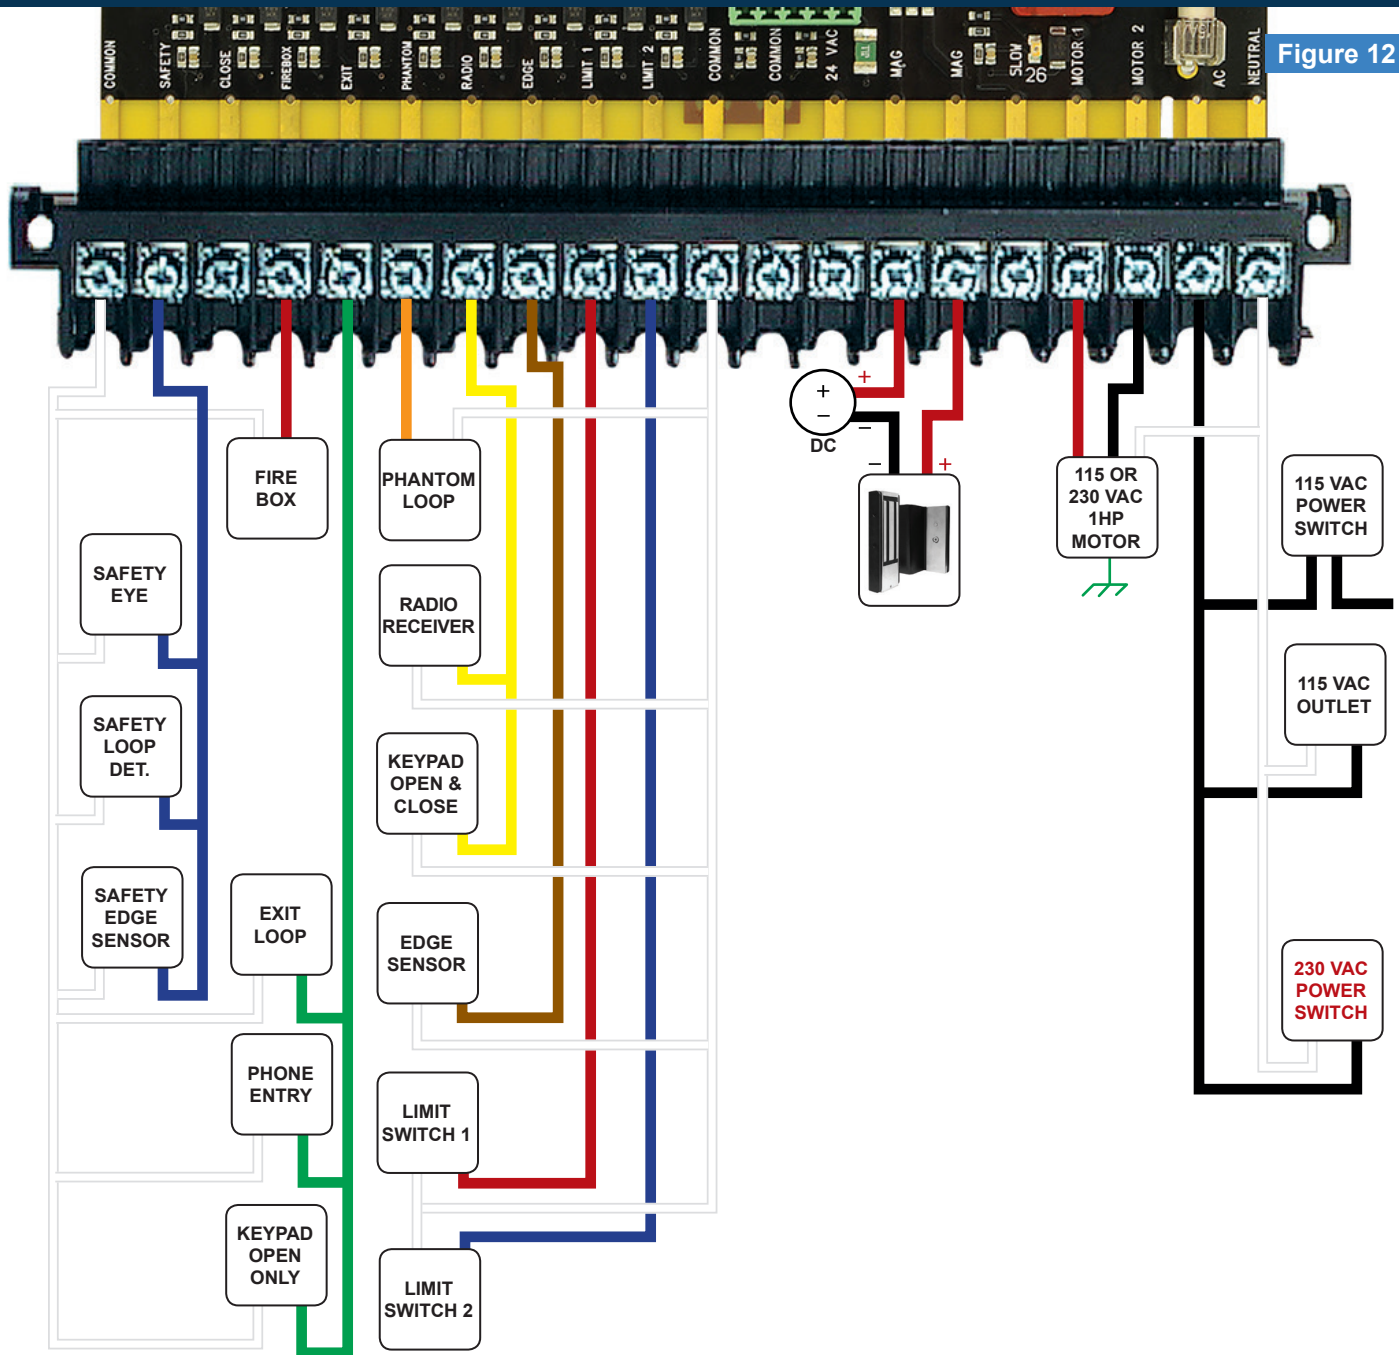 Figure 12
COMMON
SAFETY
CLOSE
FIREBOX
EXIT
PHANTOM
RADIO
EDGE
LIMIT 1
LIMIT 2
COMMON
COMMON
24 VAC
MAG
MAG
SLOW
26
MOTOR 1
MOTOR 2
AC
NEUTRAL
+
+
−
−
DC
−
+
FIRE
BOX
PHANTOM
LOOP
115 OR
230 VAC
1HP
MOTOR
115 VAC
POWER
SWITCH
SAFETY
EYE
RADIO
RECEIVER
115 VAC
OUTLET
SAFETY
LOOP
DET.
KEYPAD
OPEN &
CLOSE
SAFETY
EDGE
SENSOR
EXIT
LOOP
EDGE
SENSOR
230 VAC
POWER
SWITCH
PHONE
ENTRY
LIMIT
SWITCH 1
KEYPAD
OPEN
ONLY
LIMIT
SWITCH 2